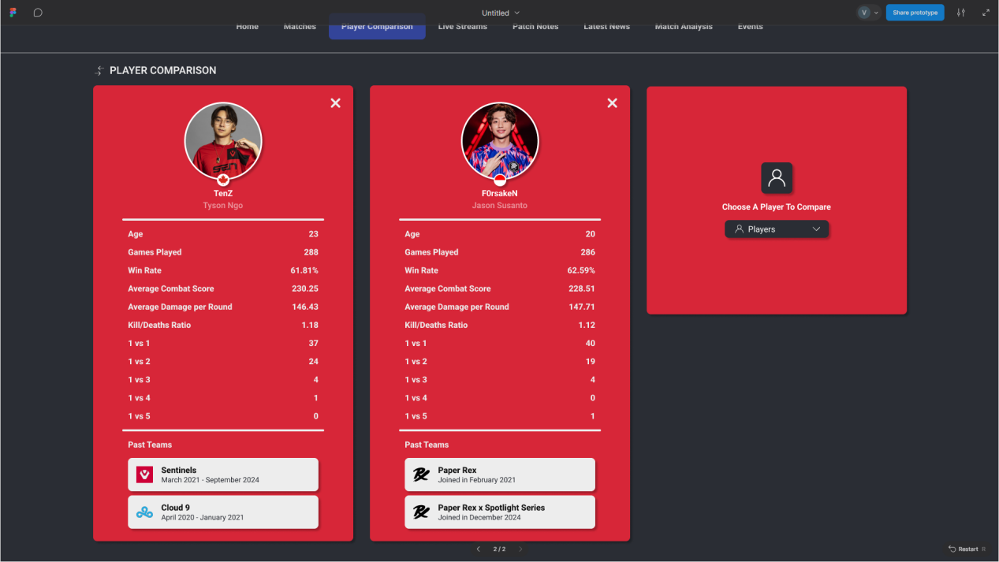 Untitled
V
Share prototype
Home Matches Player Comparison Live Streams Patch Notes Latest News Match Analysis Events
PLAYER COMPARISON
TenZ
Tyson Ngo
Age 23
Games Played 288
Win Rate 61.81%
Average Combat Score 230.25
Average Damage per Round 146.43
Kill/Deaths Ratio 1.18
1 vs 1 37
1 vs 2 24
1 vs 3 4
1 vs 4 1
1 vs 5 0
Past Teams
Sentinels
March 2021 - September 2024
Cloud 9
April 2020 - January 2021
F0rsakeN
Jason Susanto
Age 20
Games Played 286
Win Rate 62.59%
Average Combat Score 228.51
Average Damage per Round 147.71
Kill/Deaths Ratio 1.12
1 vs 1 40
1 vs 2 19
1 vs 3 4
1 vs 4 0
1 vs 5 1
Past Teams
Paper Rex
Joined in February 2021
Paper Rex x Spotlight Series
Joined in December 2024
Choose A Player To Compare
Players
2 / 2
Restart R